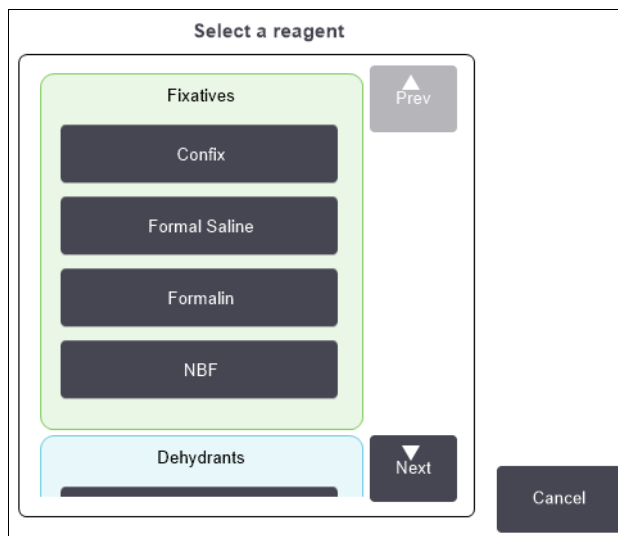 Select a reagent
Fixatives
Prev
Confix
Formal Saline
Formalin
NBF
Dehydrants
Next
Cancel